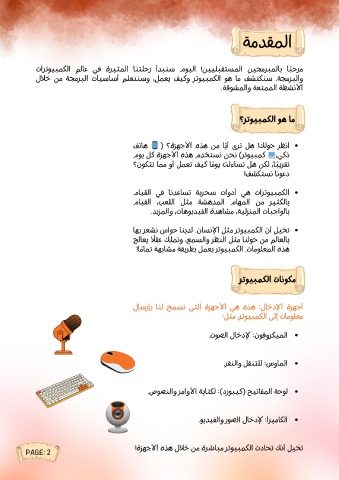 المقدمة
مرحبًا بالمبرمجين المستقبليين! اليوم، سنبدأ رحلتنا المثيرة في عالم الكمبيوترات
والبرمجة. سنكتشف ما هو الكمبيوتر وكيف يعمل، وسنتعلم أساسيات البرمجة من خلال
الأنشطة الممتعة والمشوقة.
ما هو الكمبيوتر؟
انظر حولك! هل ترى أيًا من هذه الأجهزة؟ ( هاتف
ذكي، كمبيوتر) نحن نستخدم هذه الأجهزة كل يوم
تقريبًا، لكن هل تساءلت يومًا كيف تعمل أو مما تتكون؟
دعونا نستكشف!
الكمبيوترات هي أدوات سحرية تساعدنا في القيام
بالكثير من المهام المدهشة مثل اللعب، القيام
بالواجبات المنزلية، مشاهدة الفيديوهات، والمزيد.
تخيل أن الكمبيوتر مثل الإنسان. لدينا حواس نشعر بها
بالعالم من حولنا مثل النظر والسمع، ونملك عقلًا يعالج
هذه المعلومات. الكمبيوتر يعمل بطريقة مشابهة تمامًا!
مكونات الكمبيوتر
أجهزة الإدخال: هذه هي الأجهزة التي تسمح لنا بإرسال
معلومات إلى الكمبيوتر، مثل:
الميكروفون: لإدخال الصوت.
الماوس: للتنقل والنقر.
لوحة المفاتيح (كيبورد): لكتابة الأوامر والنصوص.
الكاميرا: لإدخال الصور والفيديو.
تخيل أنك تحادث الكمبيوتر مباشرة من خلال هذه الأجهزة!
PAGE: 2